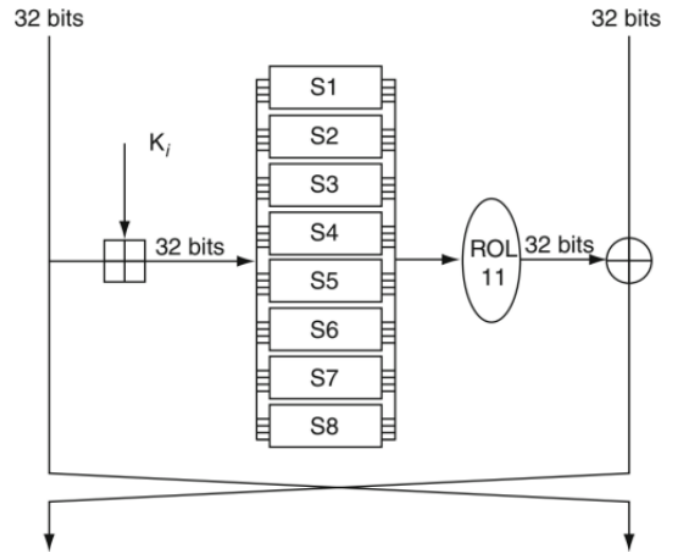 32 bits
32 bits
Ki
S1
S2
S3
S4
S5
S6
S7
S8
32 bits
ROL
11
32 bits